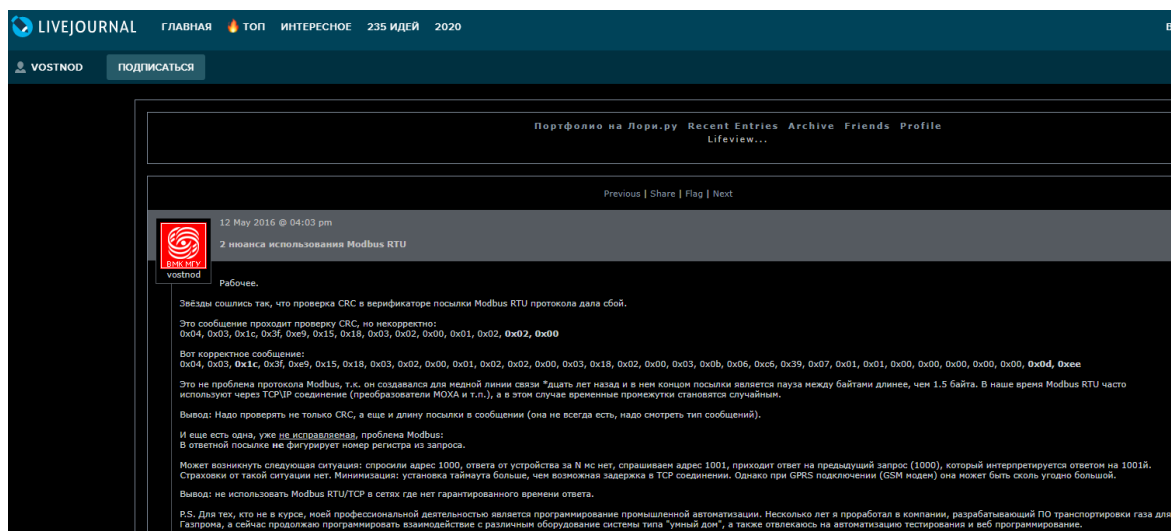 LIVEJOURNAL ГЛАВНАЯ ТОП ИНТЕРЕСНОЕ 235 ИДЕЙ 2020
VOSTNOD ПОДПИСАТЬСЯ
Портфолио на Лори.ру Recent Entries Archive Friends Profile
Lifeview...
Previous | Share | Flag | Next
12 May 2016 @ 04:03 pm
2 нюанса использования Modbus RTU
ВМК МГУ
vostnod
Рабочее.
Звёзды сошлись так, что проверка CRC в верификаторе посылки Modbus RTU протокола дала сбой.
Это сообщение проходит проверку CRC, но некорректно:
0x04, 0x03, 0x1c, 0x3f, 0xe9, 0x15, 0x18, 0x03, 0x02, 0x00, 0x01, 0x02, 0x02, 0x00
Вот корректное сообщение:
0x04, 0x03, 0x1c, 0x3f, 0xe9, 0x15, 0x18, 0x03, 0x02, 0x00, 0x01, 0x02, 0x02, 0x00, 0x03, 0x18, 0x02, 0x00, 0x03, 0x0b, 0x06, 0xc6, 0x39, 0x07, 0x01, 0x01, 0x00, 0x00, 0x00, 0x00, 0x00, 0x0d, 0xee
Это не проблема протокола Modbus, т.к. он создавался для медной линии связи *дцать лет назад и в нем концом посылки является пауза между байтами длинее, чем 1.5 байта. В наше время Modbus RTU часто
используют через TCP\IP соединение (преобразователи MOXA и т.п.), а в этом случае временные промежутки становятся случайным.
Вывод: Надо проверять не только CRC, а еще и длину посылки в сообщении (она не всегда есть, надо смотреть тип сообщений).
И еще есть одна, уже не исправляемая, проблема Modbus:
В ответной посылке не фигурирует номер регистра из запроса.
Может возникнуть следующая ситуация: спросили адрес 1000, ответа от устройства за N мс нет, спрашиваем адрес 1001, приходит ответ на предыдущий запрос (1000), который интерпретируется ответом на 1001й.
Страховки от такой ситуации нет. Минимизация: установка таймаута больше, чем возможная задержка в TCP соединении. Однако при GPRS подключении (GSM модем) она может быть сколь угодно большой.
Вывод: не использовать Modbus RTU/TCP в сетях где нет гарантированного времени ответа.
P.S. Для тех, кто не в курсе, моей профессиональной деятельностью является программирование промышленной автоматизации. Несколько лет я проработал в компании, разрабатывающий ПО транспортировки газа для
Газпрома, а сейчас продолжаю программировать взаимодействие с различным оборудование системы типа "умный дом", а также отвлекаюсь на автоматизацию тестирования и веб программирование.